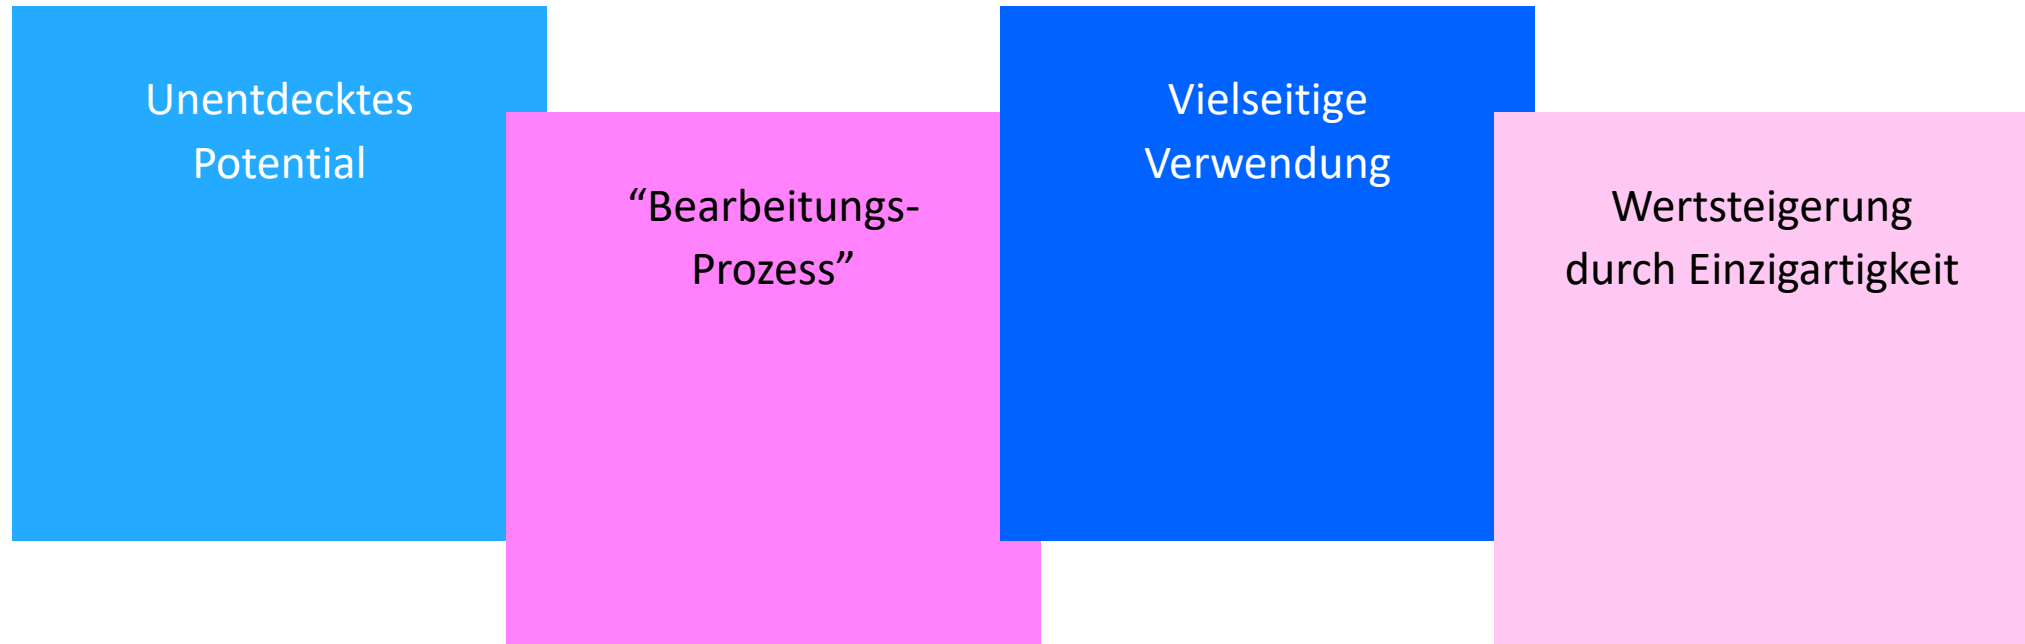 Unentdecktes
Potential
“Bearbeitungs-
Prozess”
Vielseitige
Verwendung
Wertsteigerung
durch Einzigartigkeit